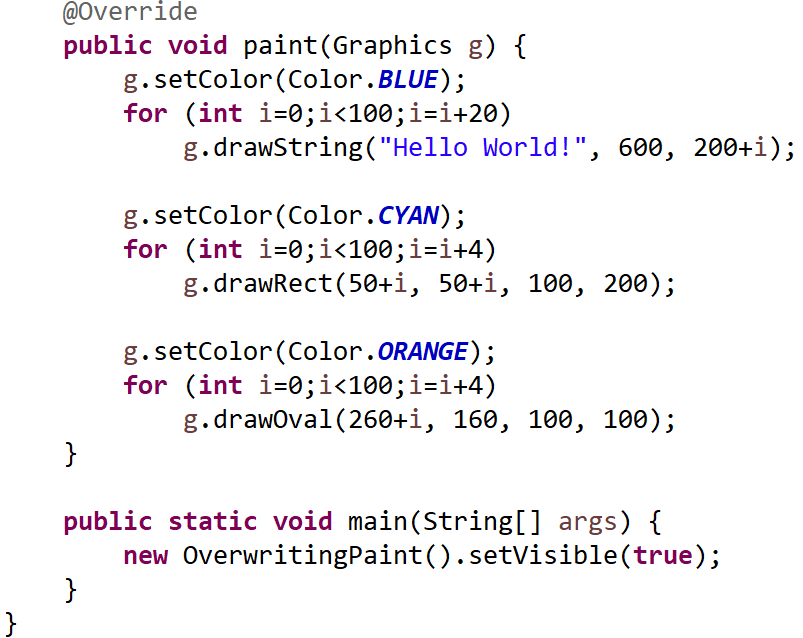 @Override
public void paint(Graphics g) {
g.setColor(Color.BLUE);
for (int i=0;i<100;i=i+20)
g.drawString("Hello World!", 600, 200+i);
g.setColor(Color.CYAN);
for (int i=0;i<100;i=i+4)
g.drawRect(50+i, 50+i, 100, 200);
g.setColor(Color.ORANGE);
for (int i=0;i<100;i=i+4)
g.drawOval(260+i, 160, 100, 100);
}
public static void main(String[] args) {
new OverwritingPaint().setVisible(true);
}
}